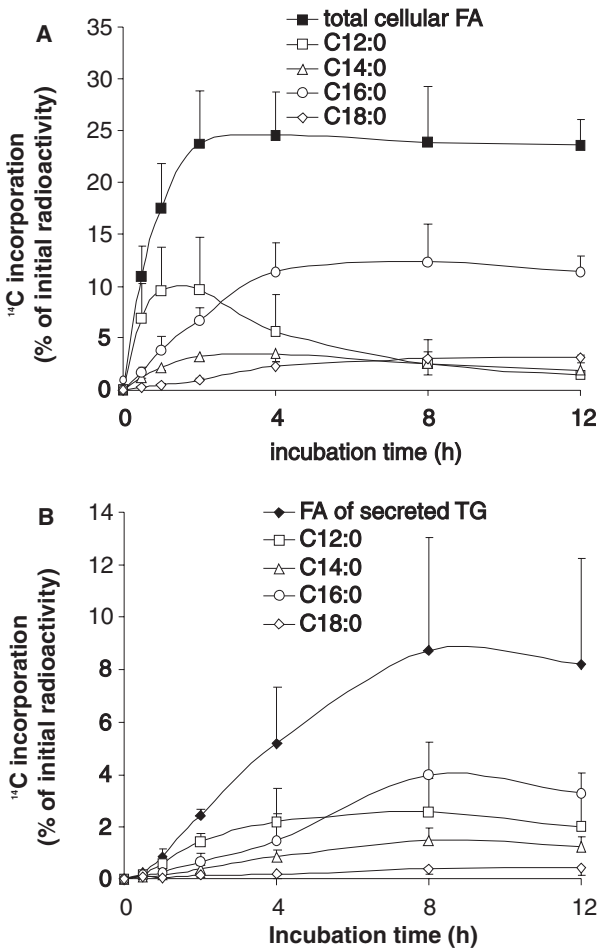 A
35
30
25
20
15
10
5
0
¹⁴C incorporation
(% of initial radioactivity)
total cellular FA
C12:0
C14:0
C16:0
C18:0
0 4 8 12
incubation time (h)
B
14
12
10
8
6
4
2
0
¹⁴C incorporation
(% of initial radioactivity)
FA of secreted TG
C12:0
C14:0
C16:0
C18:0
0 4 8 12
Incubation time (h)